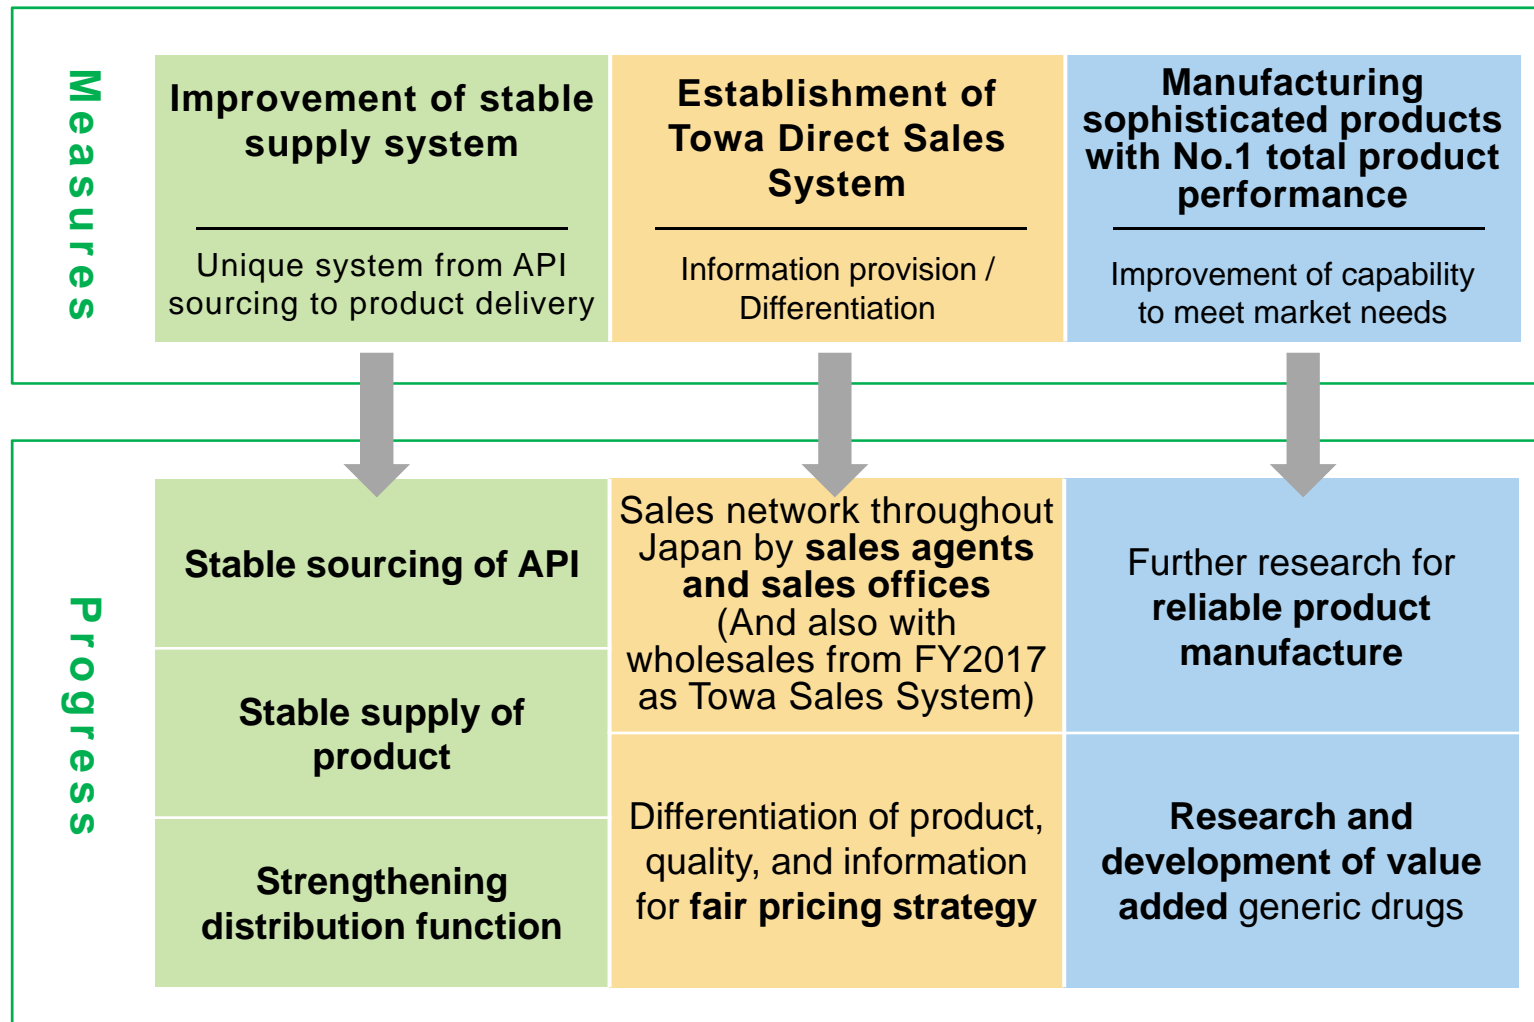 Measures
Improvement of stable
supply system
Unique system from API
sourcing to product delivery
Establishment of
Towa Direct Sales
System
Information provision /
Differentiation
Manufacturing
sophisticated products
with No.1 total product
performance
Improvement of capability
to meet market needs
Progress
Stable sourcing of API
Stable supply of
product
Strengthening
distribution function
Sales network throughout
Japan by sales agents
and sales offices
(And also with
wholesales from FY2017
as Towa Sales System)
Differentiation of product,
quality, and information
for fair pricing strategy
Further research for
reliable product
manufacture
Research and
development of value
added generic drugs